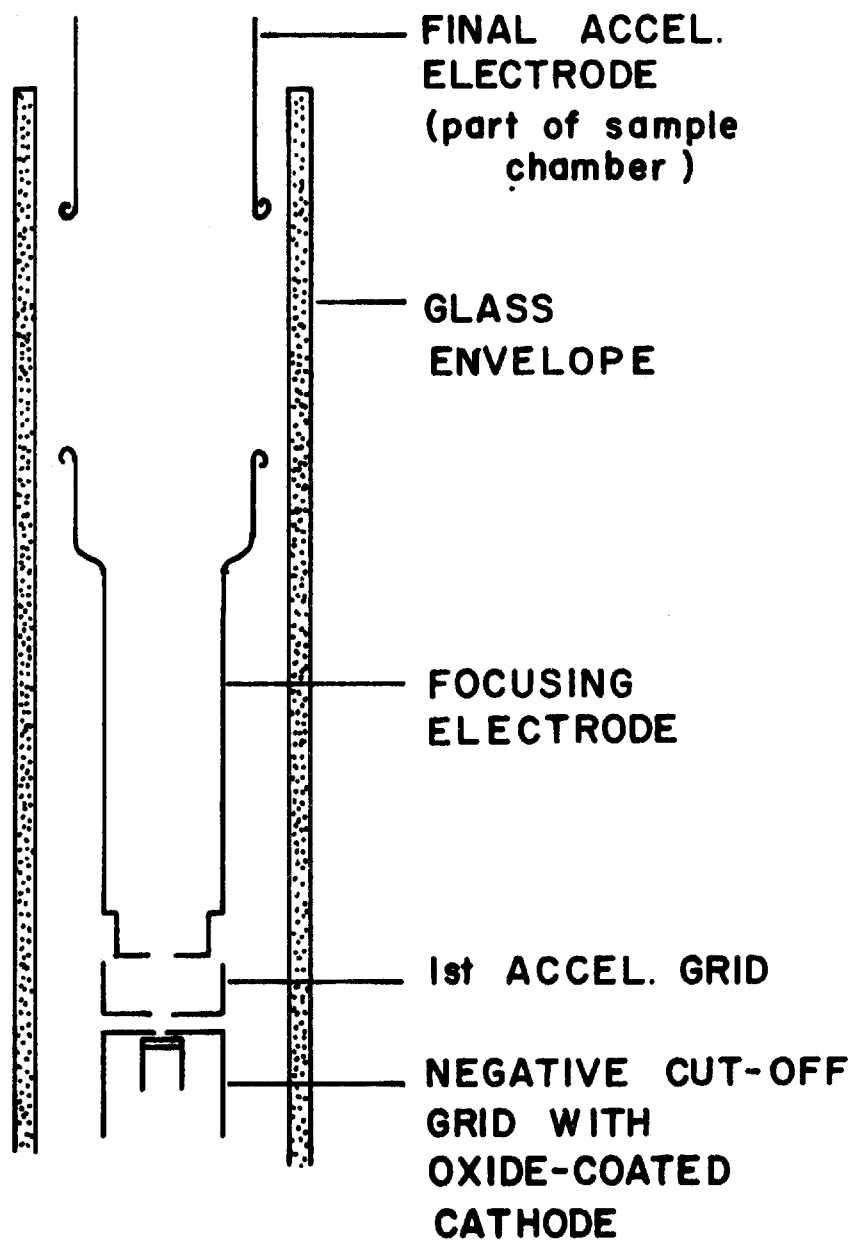 FINAL ACCEL.
ELECTRODE
(part of sample
chamber)
GLASS
ENVELOPE
FOCUSING
ELECTRODE
1st ACCEL. GRID
NEGATIVE CUT-OFF
GRID WITH
OXIDE-COATED
CATHODE